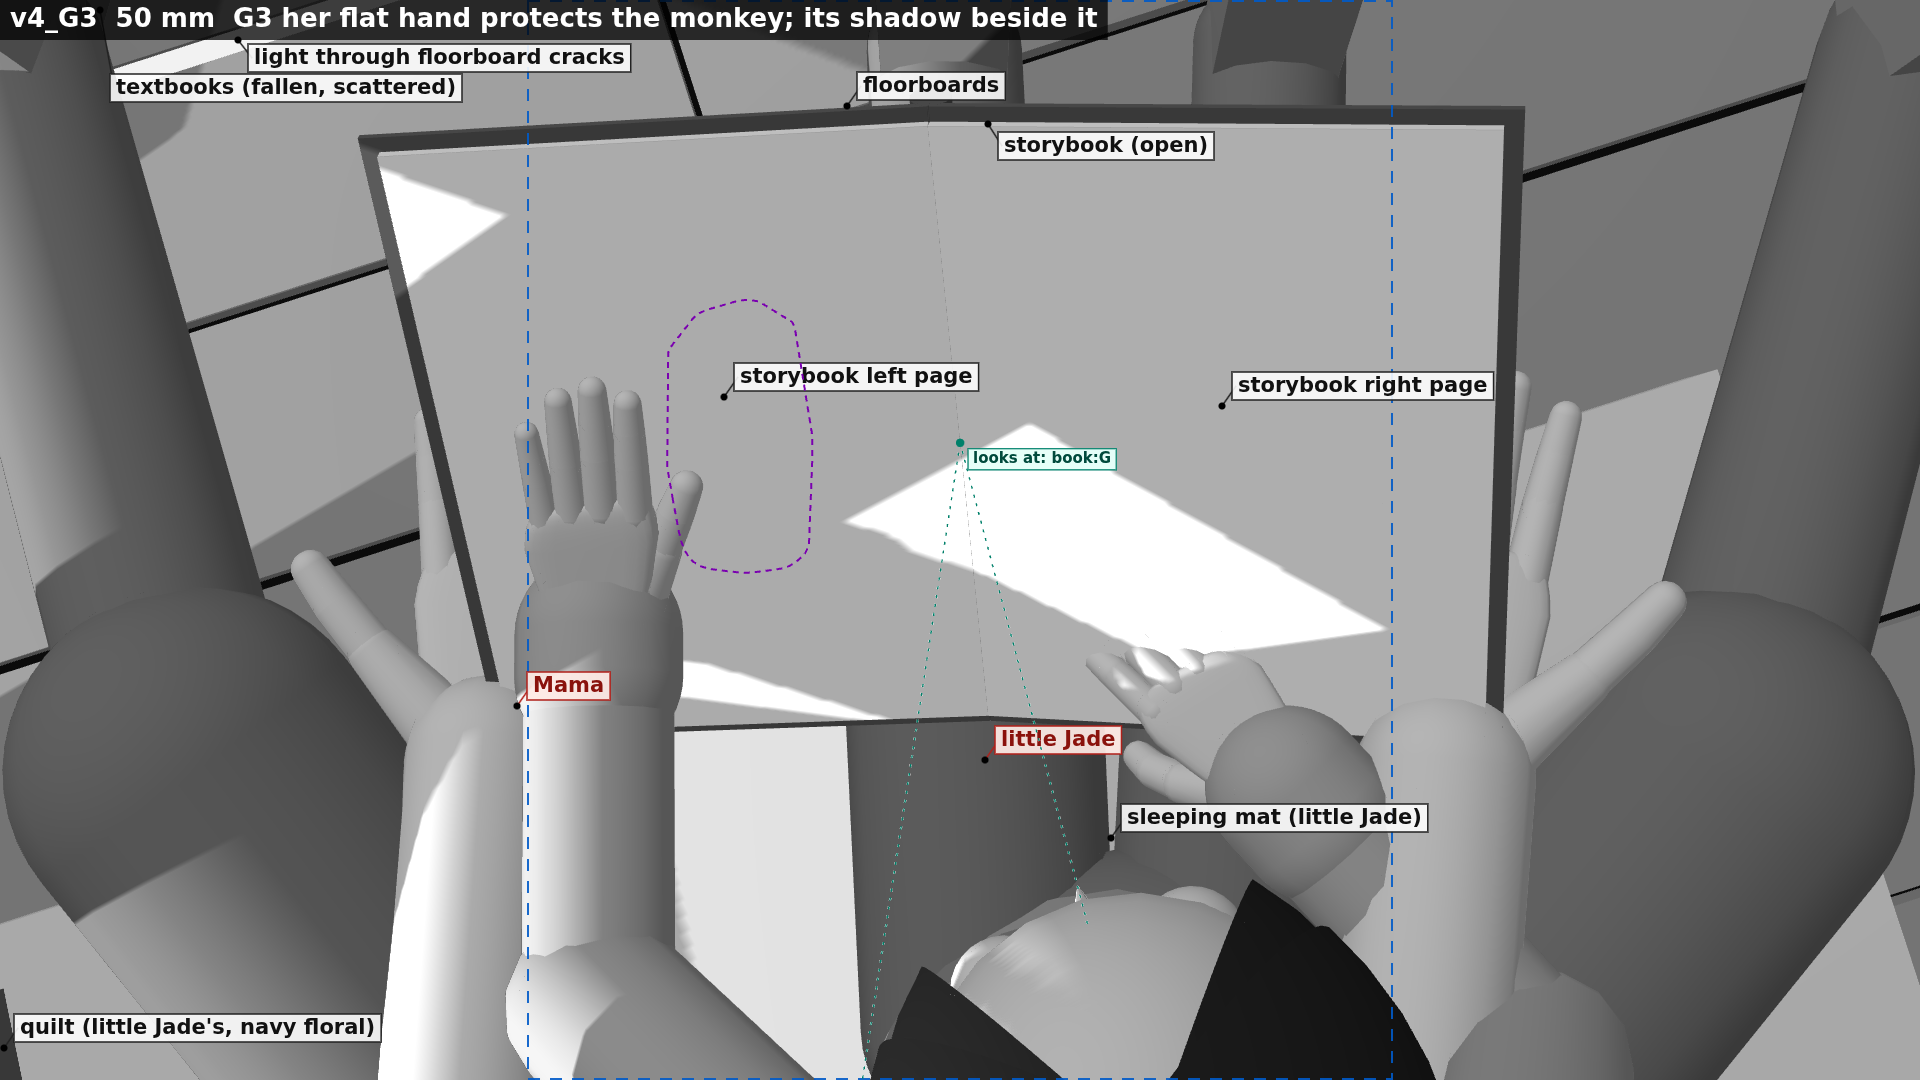 v4_G3 50 mm G3 her flat hand protects the monkey; its shadow beside it
light through floorboard cracks
textbooks (fallen, scattered)
floorboards
storybook (open)
storybook left page
storybook right page
looks at: book:G
Mama
little Jade
sleeping mat (little Jade)
quilt (little Jade's, navy floral)